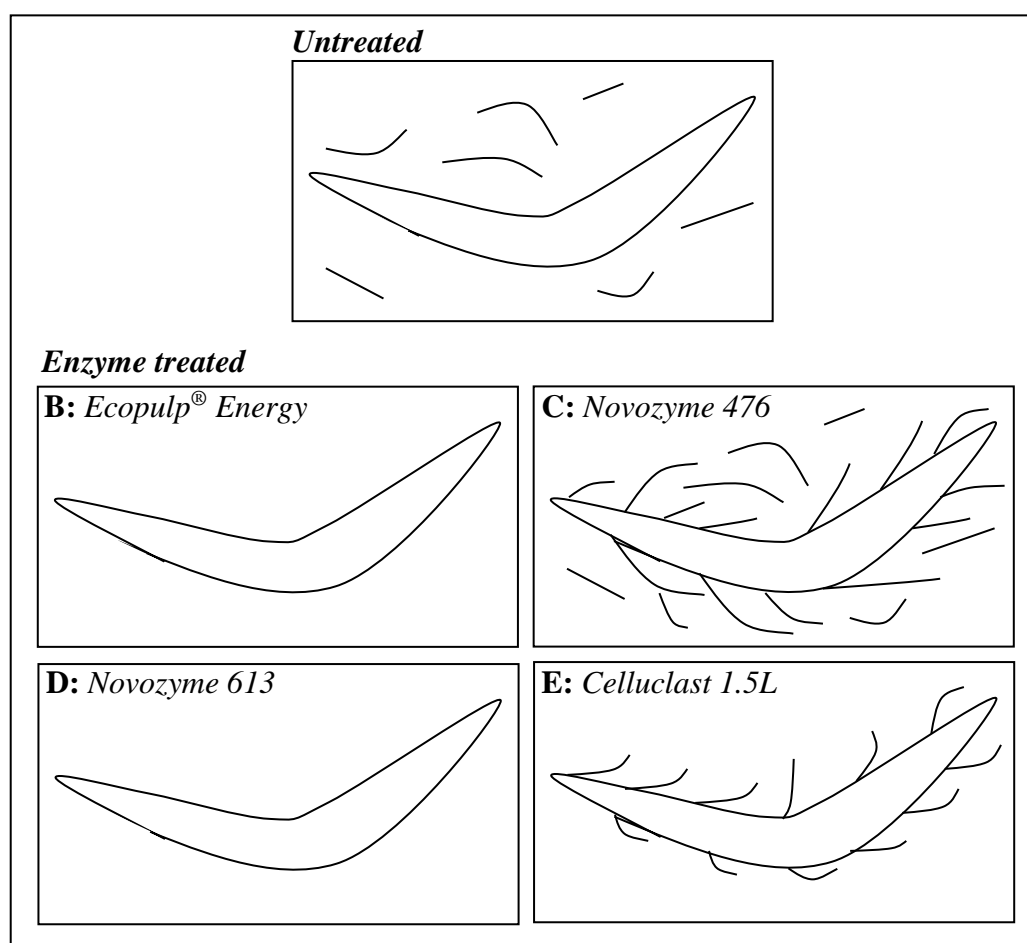 Untreated
Enzyme treated
B: Ecopulp® Energy
C: Novozyme 476
D: Novozyme 613
E: Celluclast 1.5L